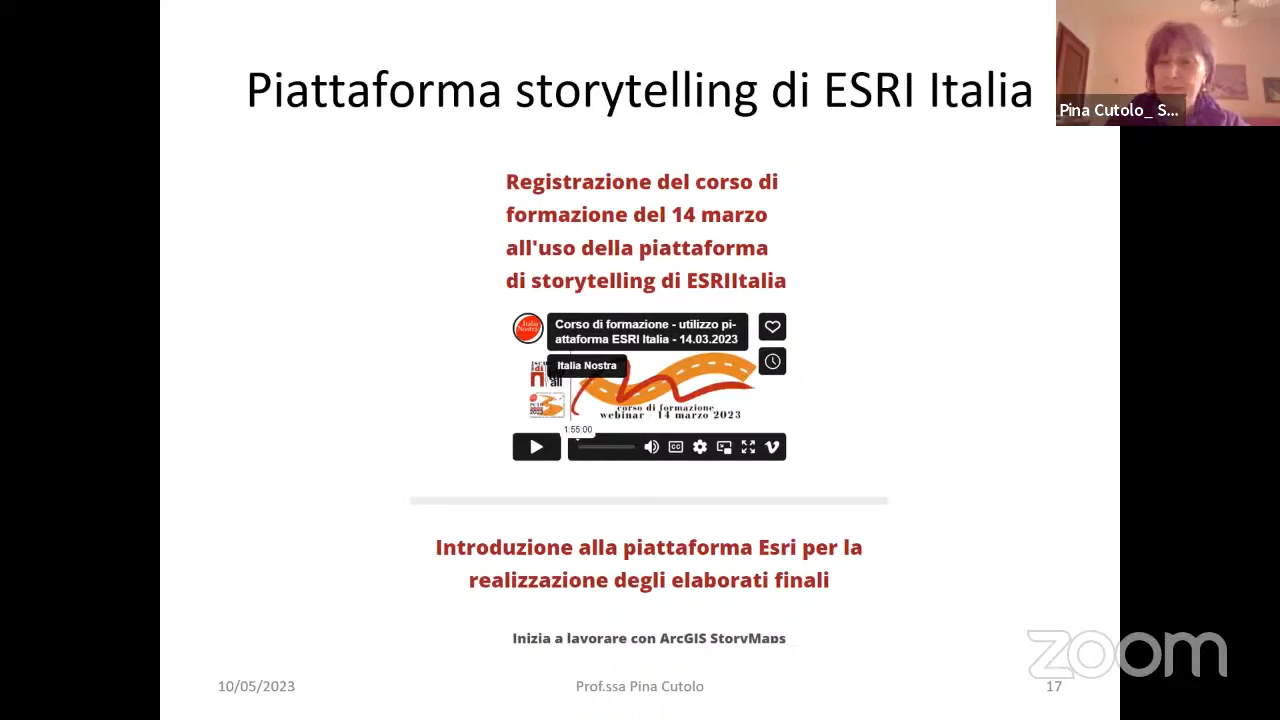 Piattaforma storytelling di ESRI Italia
Pina Cutolo_ S...
Registrazione del corso di
formazione del 14 marzo
all'uso della piattaforma
di storytelling di ESRIItalia
Italia
Nostra
Corso di formazione - utilizzo pi-
attaforma ESRI Italia - 14.03.2023
Italia Nostra
corso di formazione
webinar 14 marzo 2023
1:55:00
CC
Introduzione alla piattaforma Esri per la
realizzazione degli elaborati finali
Inizia a lavorare con ArcGIS StoryMaps
zoom
10/05/2023
Prof.ssa Pina Cutolo
17